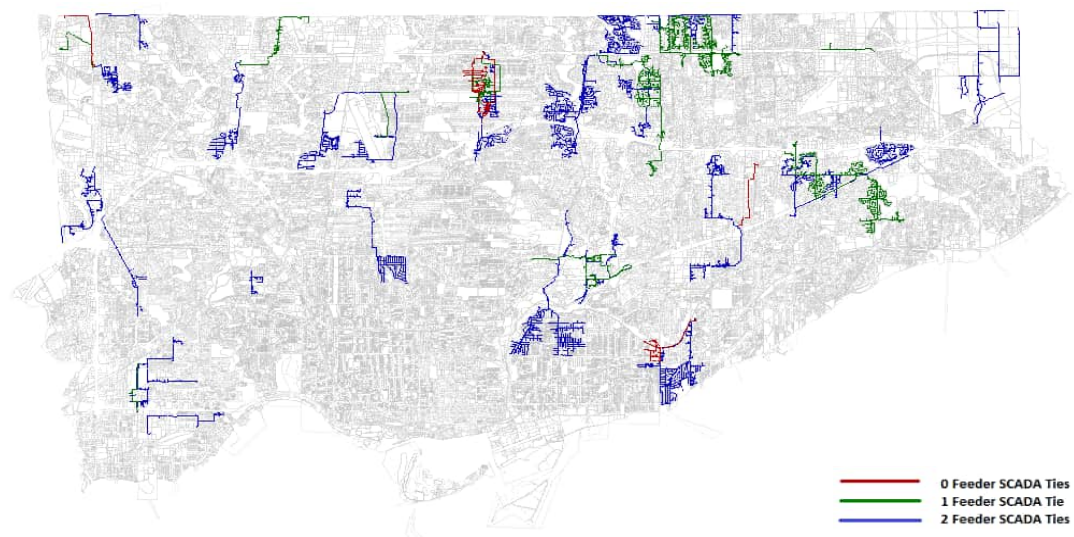 0 Feeder SCADA Ties
1 Feeder SCADA Tie
2 Feeder SCADA Ties